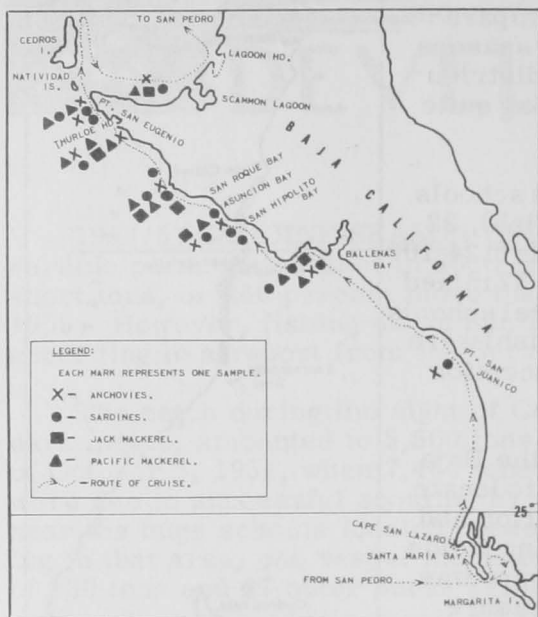 TO SAN PEDRO
CEDROS
I.
LAGOON HD.
NATIVIDAD
IS.
SCAMMON LAGOON
PT. SAN EUGENIO
THURLOE HD.
BAJA CALIFORNIA
SAN ROQUE BAY
ASUNCION BAY
SAN HIPOLITO
BAY
BALLENAS
BAY
LEGEND:
EACH MARK REPRESENTS ONE SAMPLE.
X – ANCHOVIES.
● – SARDINES.
■ – JACK MACKEREL.
▲ – PACIFIC MACKEREL.
– ROUTE OF CRUISE.
PT. SAN
JUANICO
25°
CAPE SAN LAZARO
SANTA MARIA BAY
FROM SAN PEDRO
MARGARITA I.